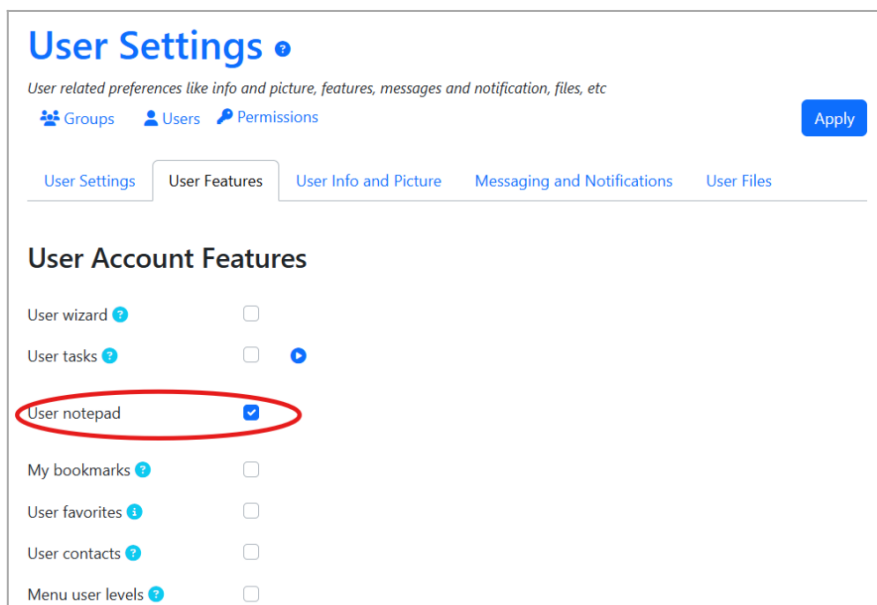 User Settings
User related preferences like info and picture, features, messages and notification, files, etc
Groups Users Permissions
Apply
User Settings User Features User Info and Picture Messaging and Notifications User Files
User Account Features
User wizard
User tasks
User notepad
My bookmarks
User favorites
User contacts
Menu user levels